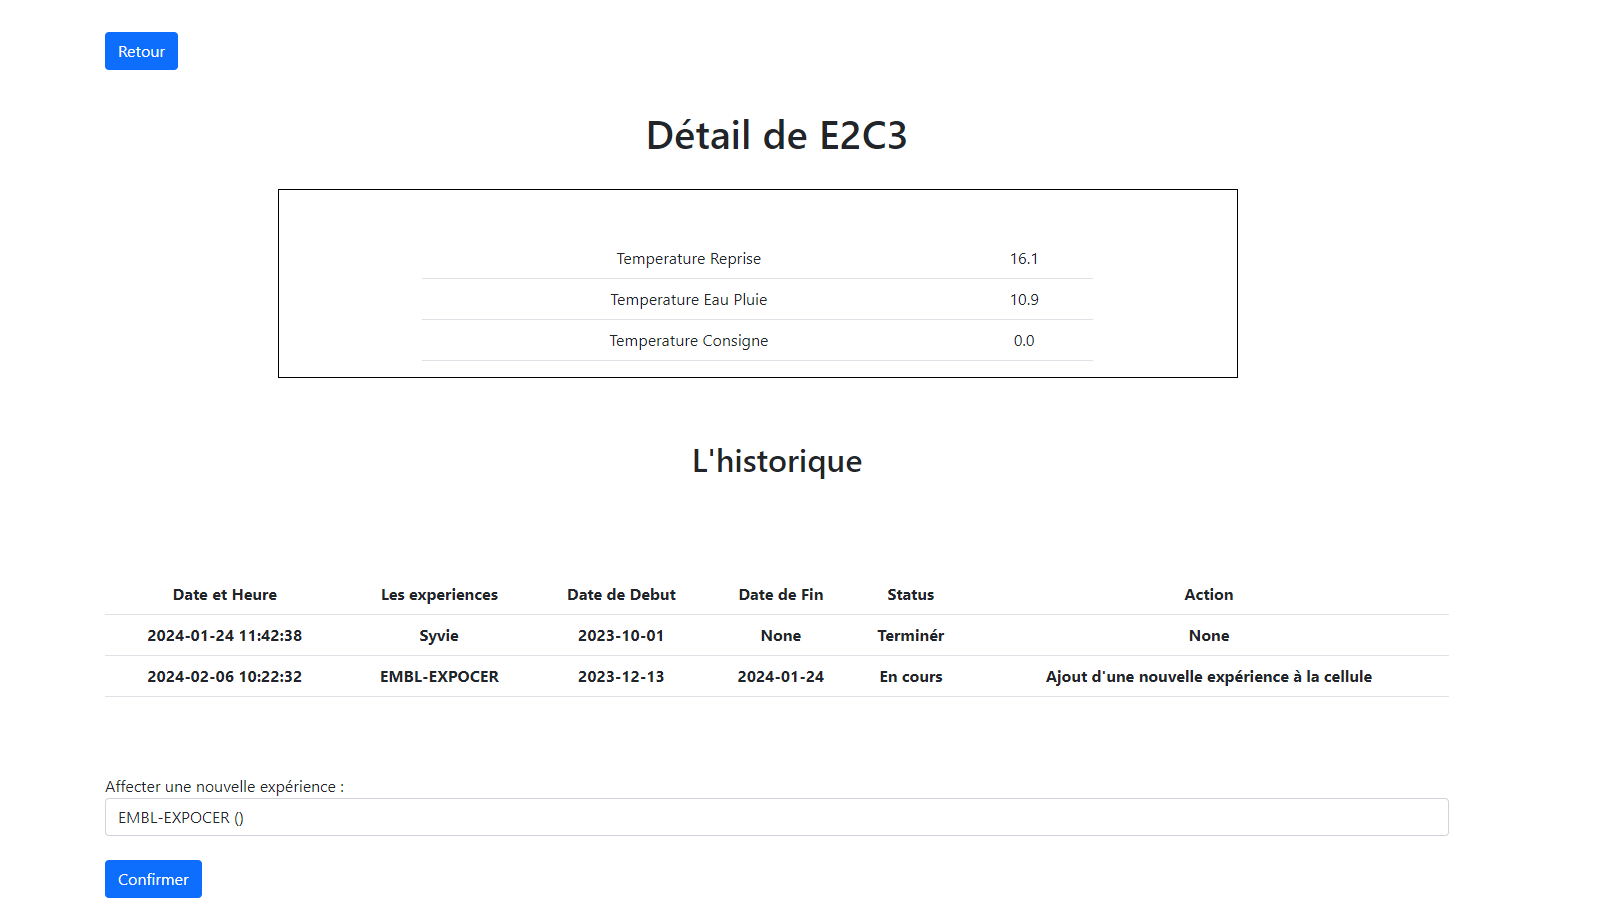 Retour
Détail de E2C3
Temperature Reprise 16.1
Temperature Eau Pluie 10.9
Temperature Consigne 0.0
L'historique
Date et Heure Les experiences Date de Debut Date de Fin Status Action
2024-01-24 11:42:38 Syvie 2023-10-01 None Terminér None
2024-02-06 10:22:32 EMBL-EXPOCER 2023-12-13 2024-01-24 En cours Ajout d'une nouvelle expérience à la cellule
Affecter une nouvelle expérience :
EMBL-EXPOCER ()
Confirmer